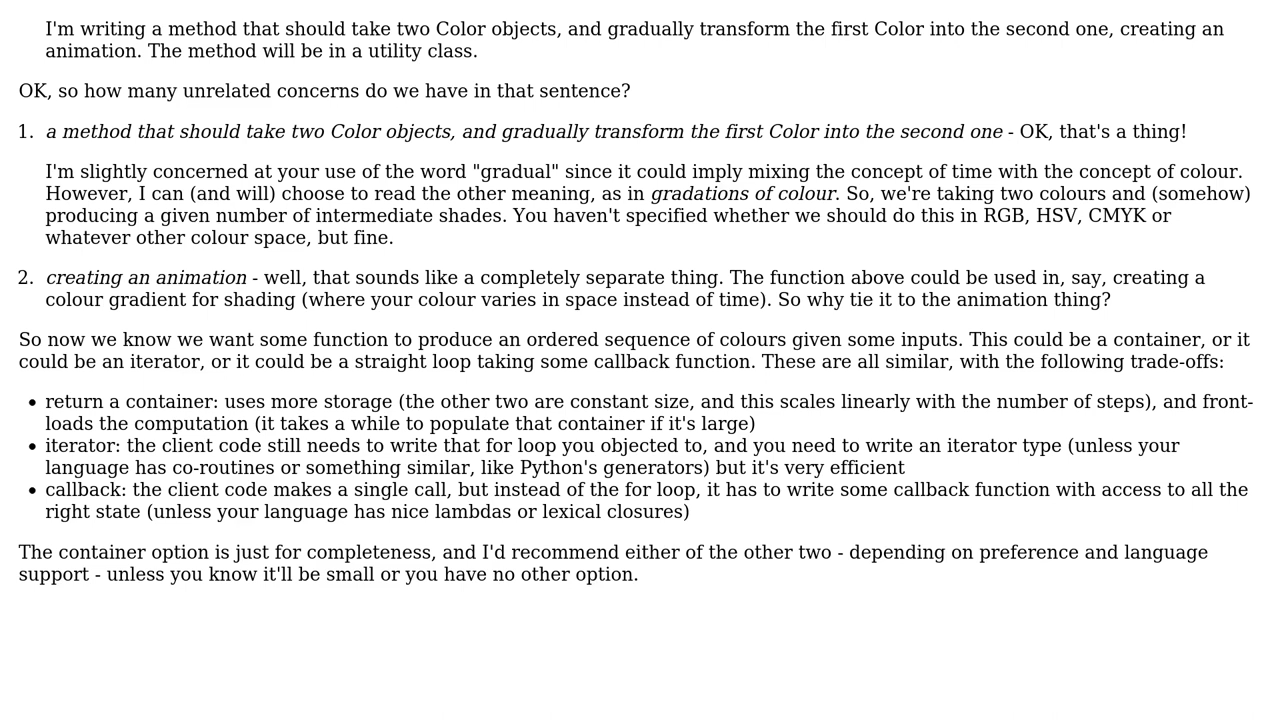 I'm writing a method that should take two Color objects, and gradually transform the first Color into the second one, creating an
animation. The method will be in a utility class.
OK, so how many unrelated concerns do we have in that sentence?
1. a method that should take two Color objects, and gradually transform the first Color into the second one - OK, that's a thing!
I'm slightly concerned at your use of the word "gradual" since it could imply mixing the concept of time with the concept of colour.
However, I can (and will) choose to read the other meaning, as in gradations of colour. So, we're taking two colours and (somehow)
producing a given number of intermediate shades. You haven't specified whether we should do this in RGB, HSV, CMYK or
whatever other colour space, but fine.
2. creating an animation - well, that sounds like a completely separate thing. The function above could be used in, say, creating a
colour gradient for shading (where your colour varies in space instead of time). So why tie it to the animation thing?
So now we know we want some function to produce an ordered sequence of colours given some inputs. This could be a container, or it
could be an iterator, or it could be a straight loop taking some callback function. These are all similar, with the following trade-offs:
• return a container: uses more storage (the other two are constant size, and this scales linearly with the number of steps), and front-
loads the computation (it takes a while to populate that container if it's large)
• iterator: the client code still needs to write that for loop you objected to, and you need to write an iterator type (unless your
language has co-routines or something similar, like Python's generators) but it's very efficient
• callback: the client code makes a single call, but instead of the for loop, it has to write some callback function with access to all the
right state (unless your language has nice lambdas or lexical closures)
The container option is just for completeness, and I'd recommend either of the other two - depending on preference and language
support - unless you know it'll be small or you have no other option.